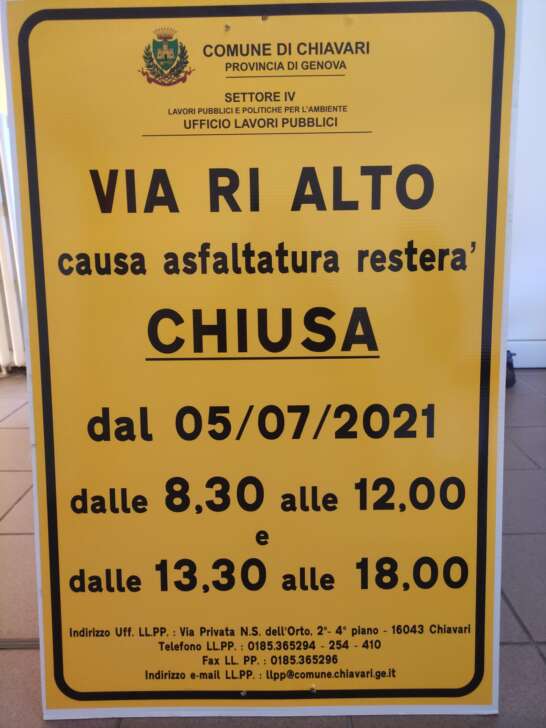 COMUNE DI CHIAVARI
PROVINCIA DI GENOVA
SETTORE IV
LAVORI PUBBLICI E POLITICHE PER L'AMBIENTE
UFFICIO LAVORI PUBBLICI
VIA RI ALTO
causa asfaltatura restera'
CHIUSA
dal 05/07/2021
dalle 8,30 alle 12,00
e
dalle 13,30 alle 18,00
Indirizzo Uff. LL.PP. : Via Privata N.S. dell'Orto, 2°- 4° piano - 16043 Chiavari
Telefono LL.PP. : 0185.365294 - 254 - 410
Fax LL. PP. : 0185.365296
Indirizzo e-mail LL.PP. : llpp@comune.chiavari.ge.it